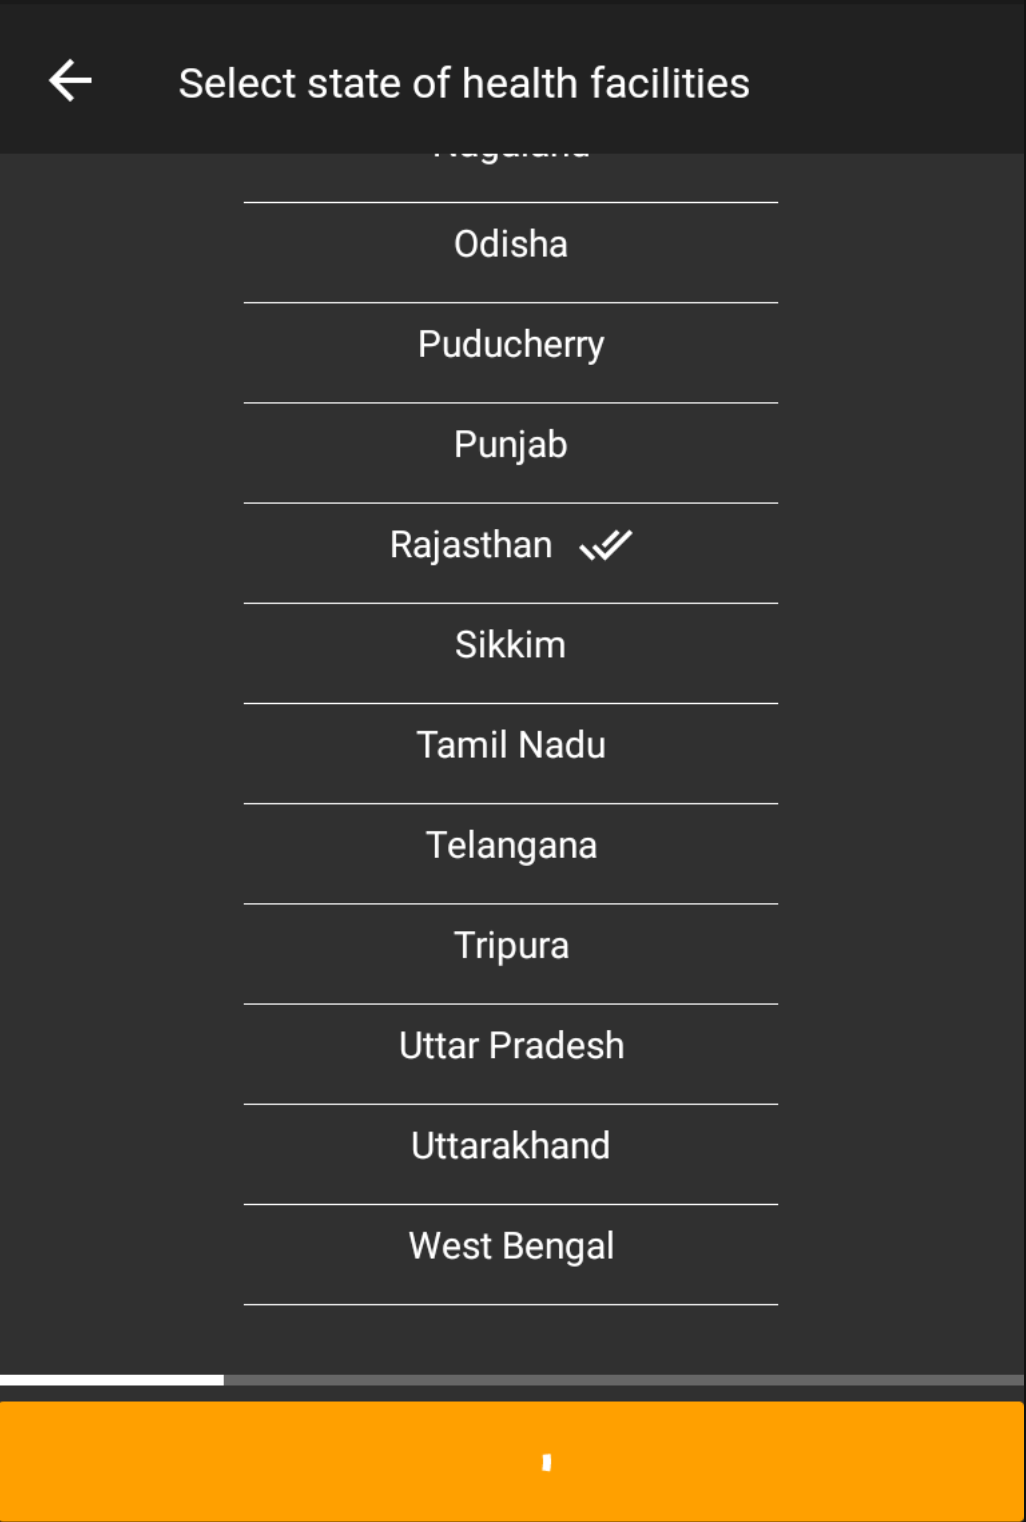 Select state of health facilities
Nagaland
Odisha
Puducherry
Punjab
Rajasthan
Sikkim
Tamil Nadu
Telangana
Tripura
Uttar Pradesh
Uttarakhand
West Bengal